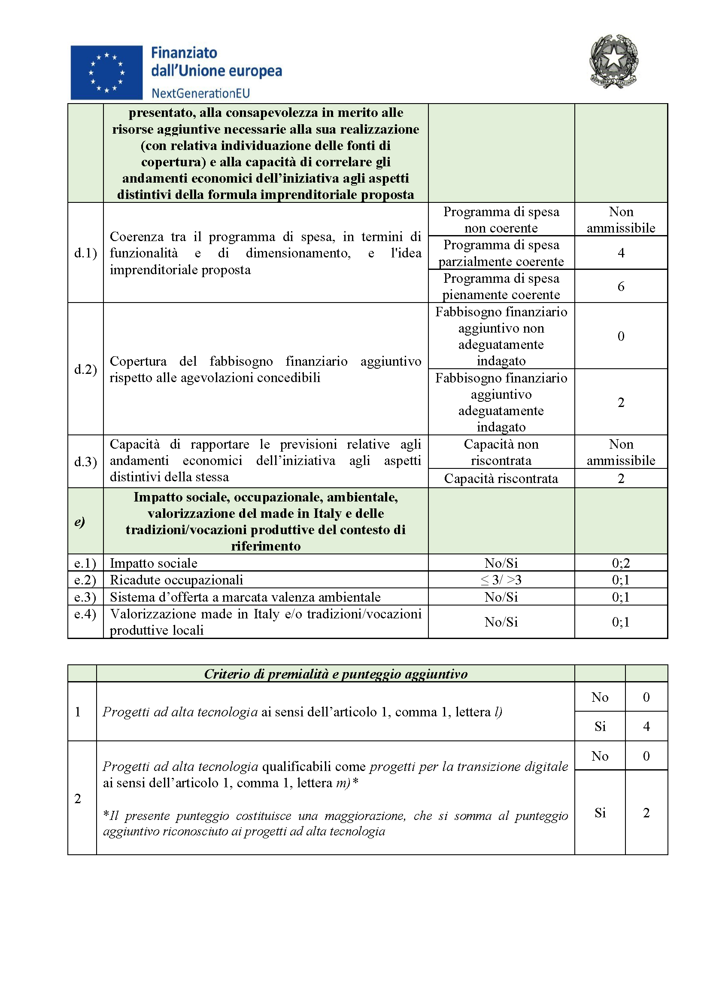 Finanziato
dall'Unione europea
NextGenerationEU
REPVBBLICA ITALIANA
presentato, alla consapevolezza in merito alle
risorse aggiuntive necessarie alla sua realizzazione
(con relativa individuazione delle fonti di
copertura) e alla capacità di correlare gli
andamenti economici dell'iniziativa agli aspetti
distintivi della formula imprenditoriale proposta
d.1)
Coerenza tra il programma di spesa, in termini di
funzionalità e di dimensionamento, e l'idea
imprenditoriale proposta
Programma di spesa
non coerente
Non
ammissibile
Programma di spesa
parzialmente coerente
4
Programma di spesa
pienamente coerente
6
d.2)
Copertura del fabbisogno finanziario aggiuntivo
rispetto alle agevolazioni concedibili
Fabbisogno finanziario
aggiuntivo non
adeguatamente
indagato
0
Fabbisogno finanziario
aggiuntivo
adeguatamente
indagato
2
d.3)
Capacità di rapportare le previsioni relative agli
andamenti economici dell'iniziativa agli aspetti
distintivi della stessa
Capacità non
riscontrata
Non
ammissibile
Capacità riscontrata
2
e)
Impatto sociale, occupazionale, ambientale,
valorizzazione del made in Italy e delle
tradizioni/vocazioni produttive del contesto di
riferimento
e.1) Impatto sociale No/Si 0;2
e.2) Ricadute occupazionali ≤ 3/ >3 0;1
e.3) Sistema d'offerta a marcata valenza ambientale No/Si 0;1
e.4) Valorizzazione made in Italy e/o tradizioni/vocazioni
produttive locali
No/Si 0;1
Criterio di premialità e punteggio aggiuntivo
1
Progetti ad alta tecnologia ai sensi dell'articolo 1, comma 1, lettera l)
No 0
Si 4
2
Progetti ad alta tecnologia qualificabili come progetti per la transizione digitale
ai sensi dell'articolo 1, comma 1, lettera m)*
*Il presente punteggio costituisce una maggiorazione, che si somma al punteggio
aggiuntivo riconosciuto ai progetti ad alta tecnologia
No 0
Si 2